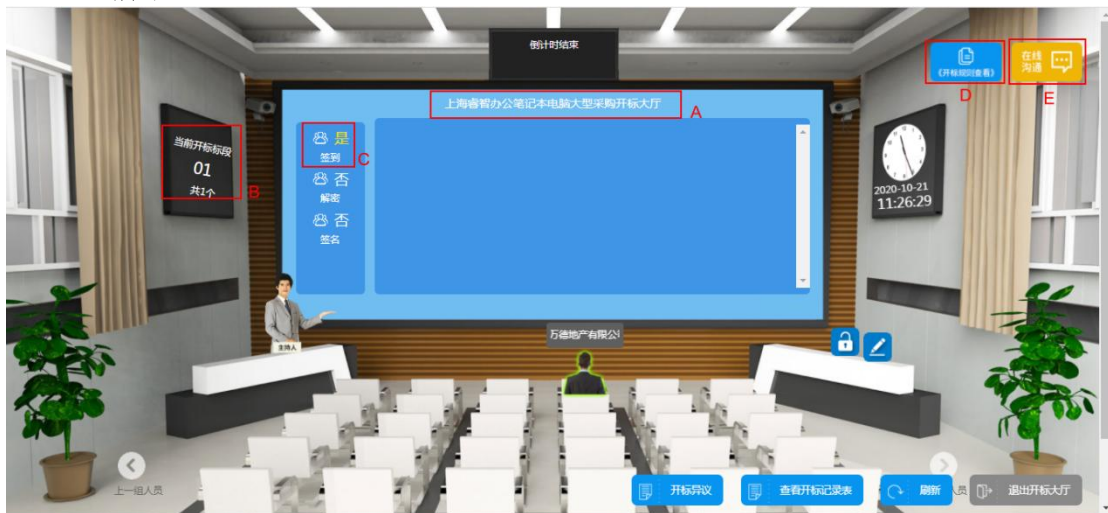 倒计时结束
《开标规则查看》
在线
沟通
D
E
上海睿智办公笔记本电脑大型采购开标大厅
A
当前开标标段
01
共1个
B
是
签到
C
否
解密
否
签名
2020-10-21
11:26:29
万德地产有限公
主持人
上一组人员
开标异议
查看开标记录表
刷新
人员
退出开标大厅